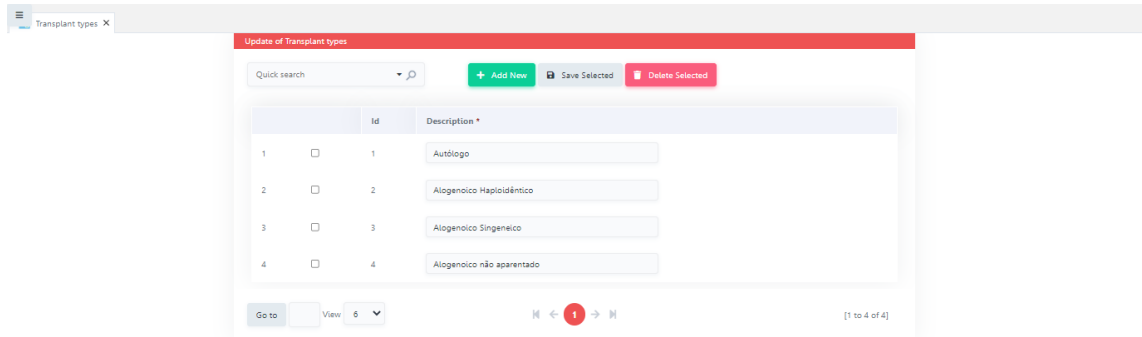 Transplant types X
Update of Transplant types
Quick search
+ Add New
Save Selected
Delete Selected
Id Description *
1 1 Autólogo
2 2 Alogenoico Haploidêntico
3 3 Alogenoico Singeneico
4 4 Alogenoico não aparentado
Go to View 6 1 [1 to 4 of 4]